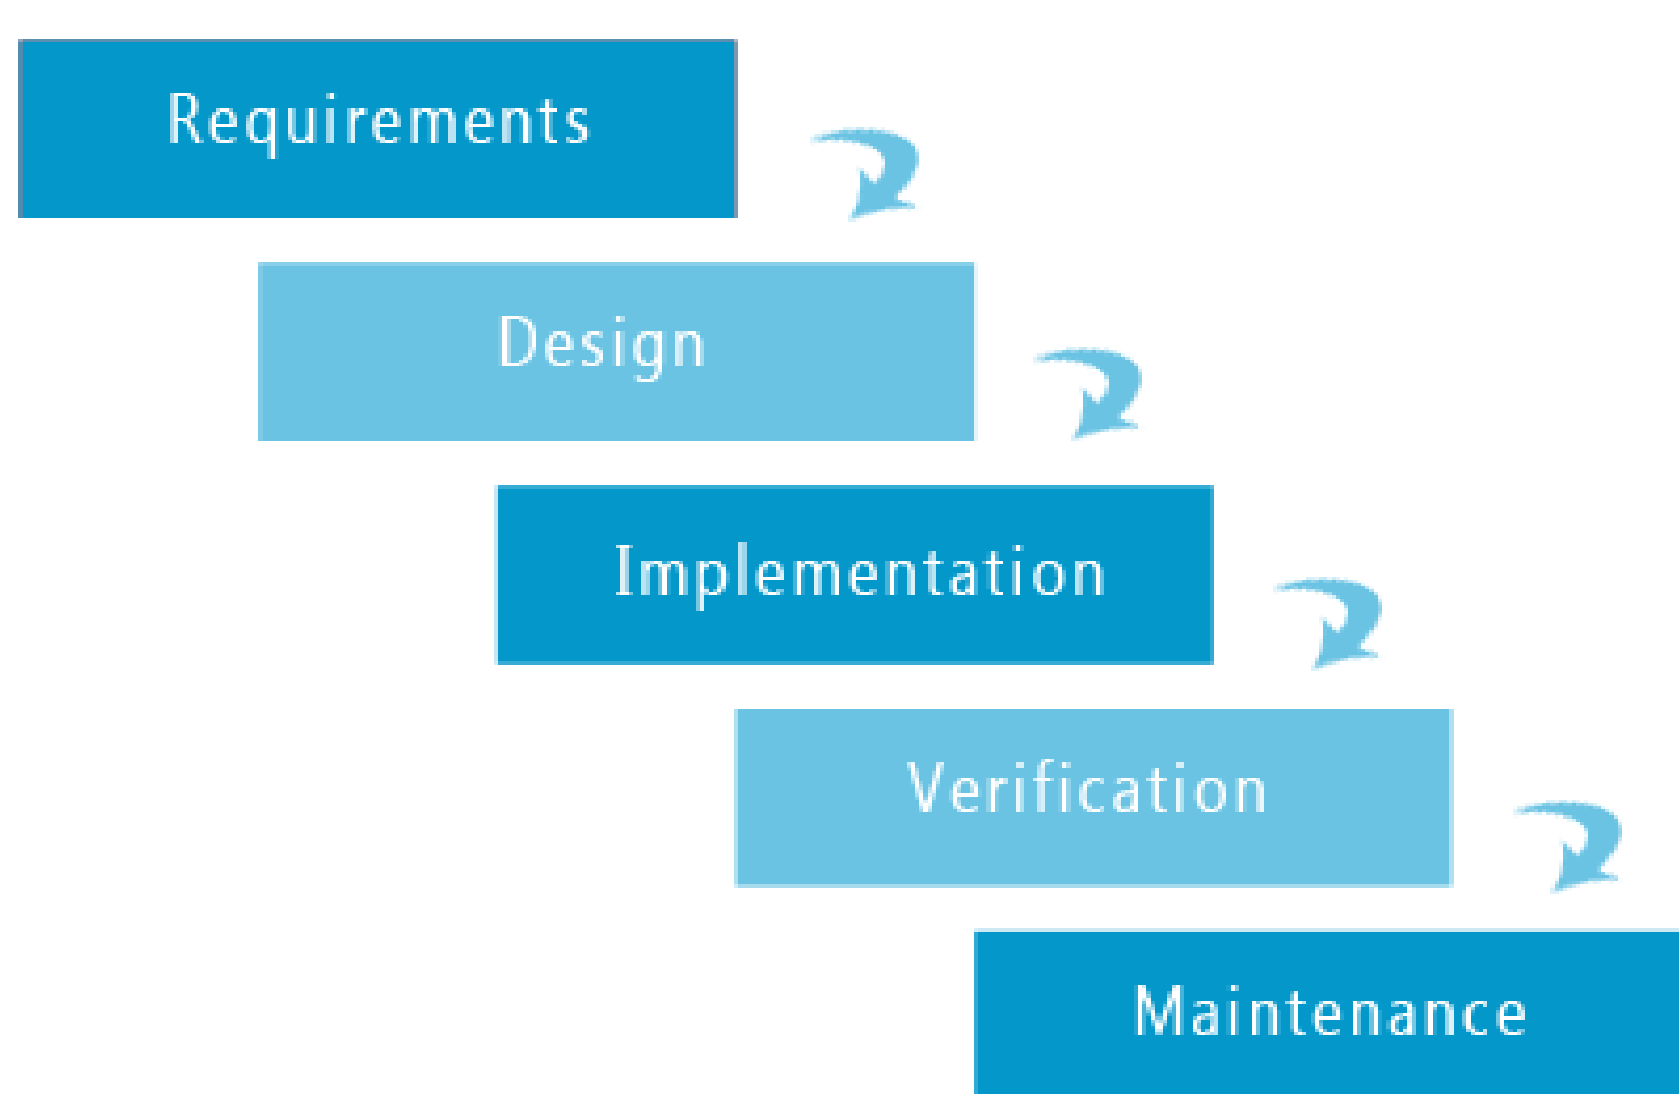 Requirements
Design
Implementation
Verification
Maintenance